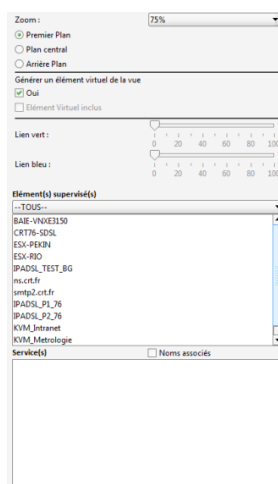 Zoom : 75%
Premier Plan
Plan central
Arrière Plan
Générer un élément virtuel de la vue
Oui
Elément Virtuel inclus
Lien vert :
0 20 40 60 80 100
Lien bleu :
0 20 40 60 80 100
Elément(s) supervisé(s)
--TOUS--
BAIE-VNXE3150
CRT76-SDSL
ESX-PEKIN
ESX-RIO
IPADSL_TEST_BG
ns.crt.fr
smtp2.crt.fr
IPADSL_P1_76
IPADSL_P2_76
KVM_Intranet
KVM_Metrologie
Service(s) Noms associés